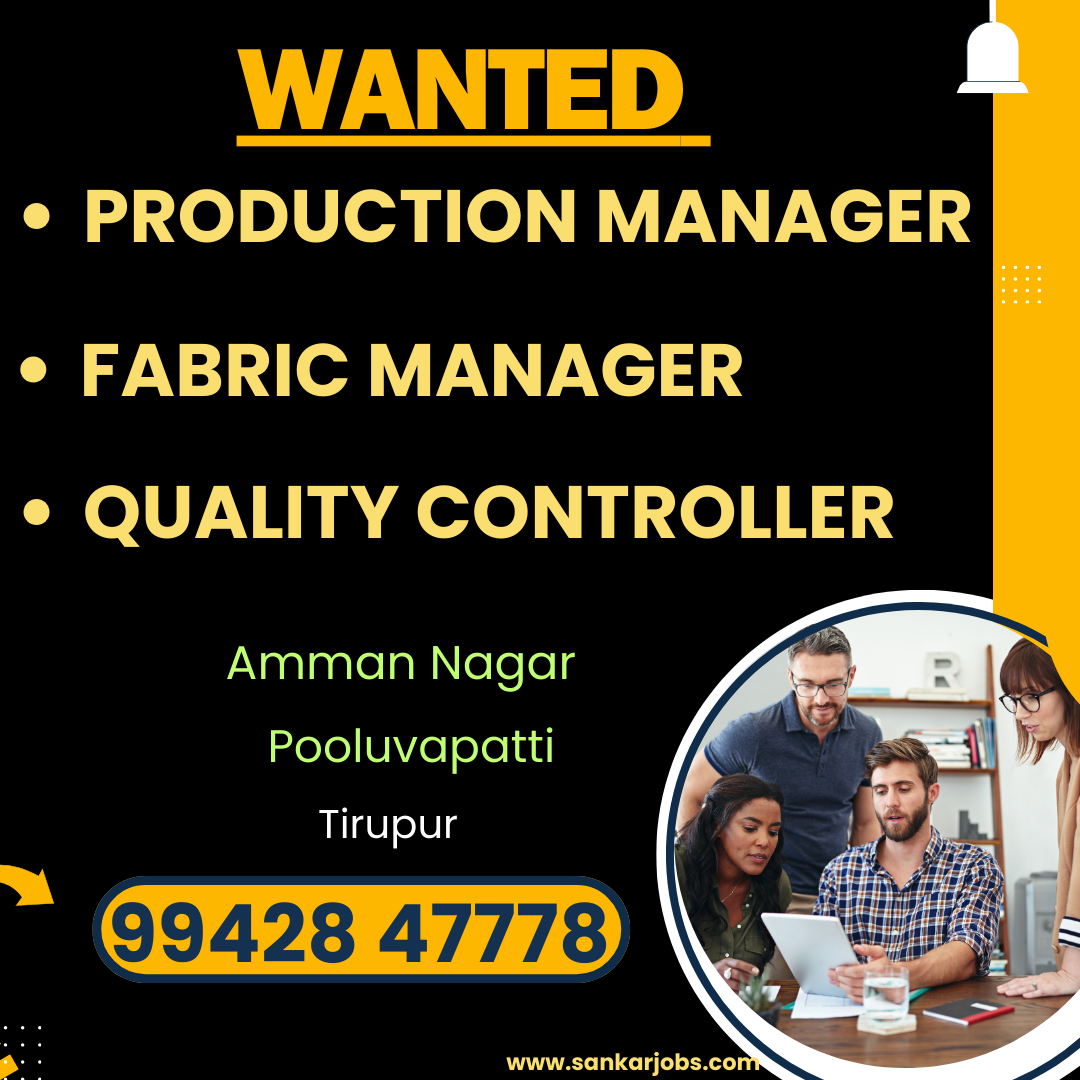 WANTED
• PRODUCTION MANAGER
• FABRIC MANAGER
• QUALITY CONTROLLER
Amman Nagar
Pooluvapatti
Tirupur
R
99428 47778
www.sankarjobs.com